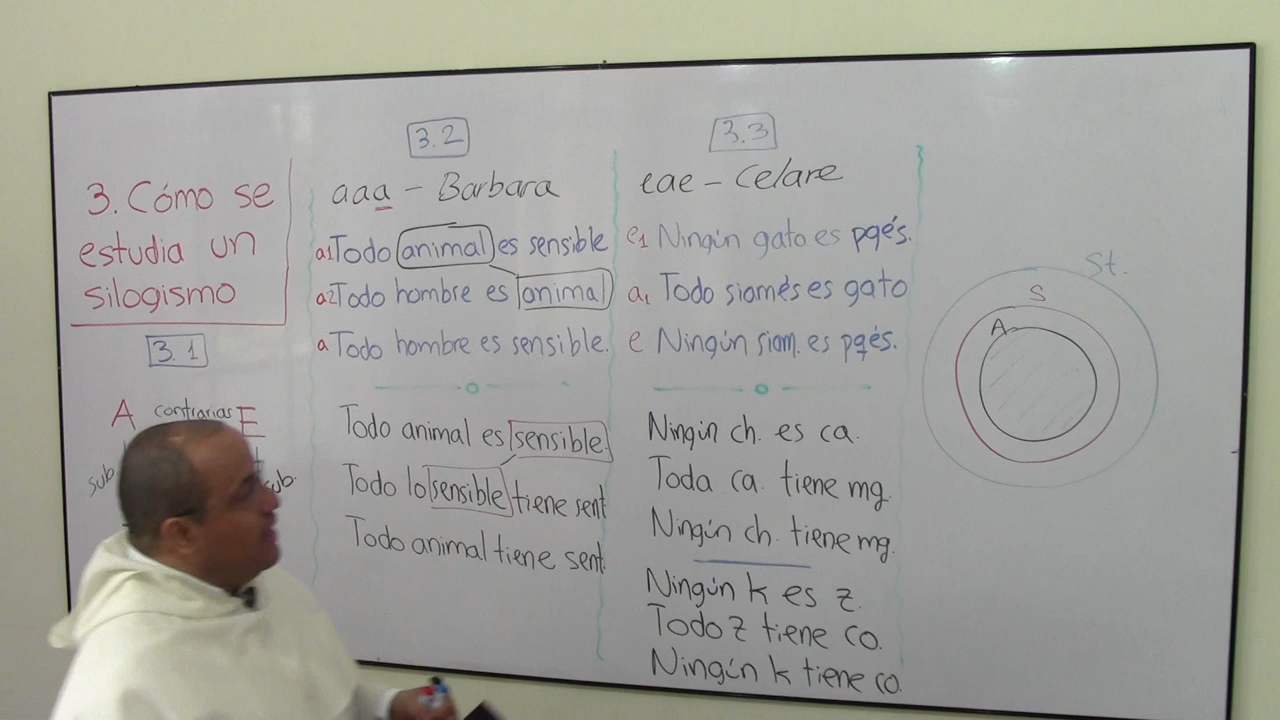 3. Cómo se
estudia un
silogismo
3.1
A contrarias E
sub
sub.
3.2
aaa - Barbara
a1 Todo animal es sensible
a2 Todo hombre es animal
a Todo hombre es sensible.
Todo animal es sensible.
Todo lo sensible tiene sent
Todo animal tiene sent.
3.3
eae - Celare
e1 Ningún gato es pqés.
a1 Todo siamés es gato
e Ningún siam. es pqés.
Ningún ch. es ca.
Toda ca. tiene mg.
Ningún ch. tiene mg.
Ningún k es z.
Todo z tiene co.
Ningún k tiene co.
St.
S
A